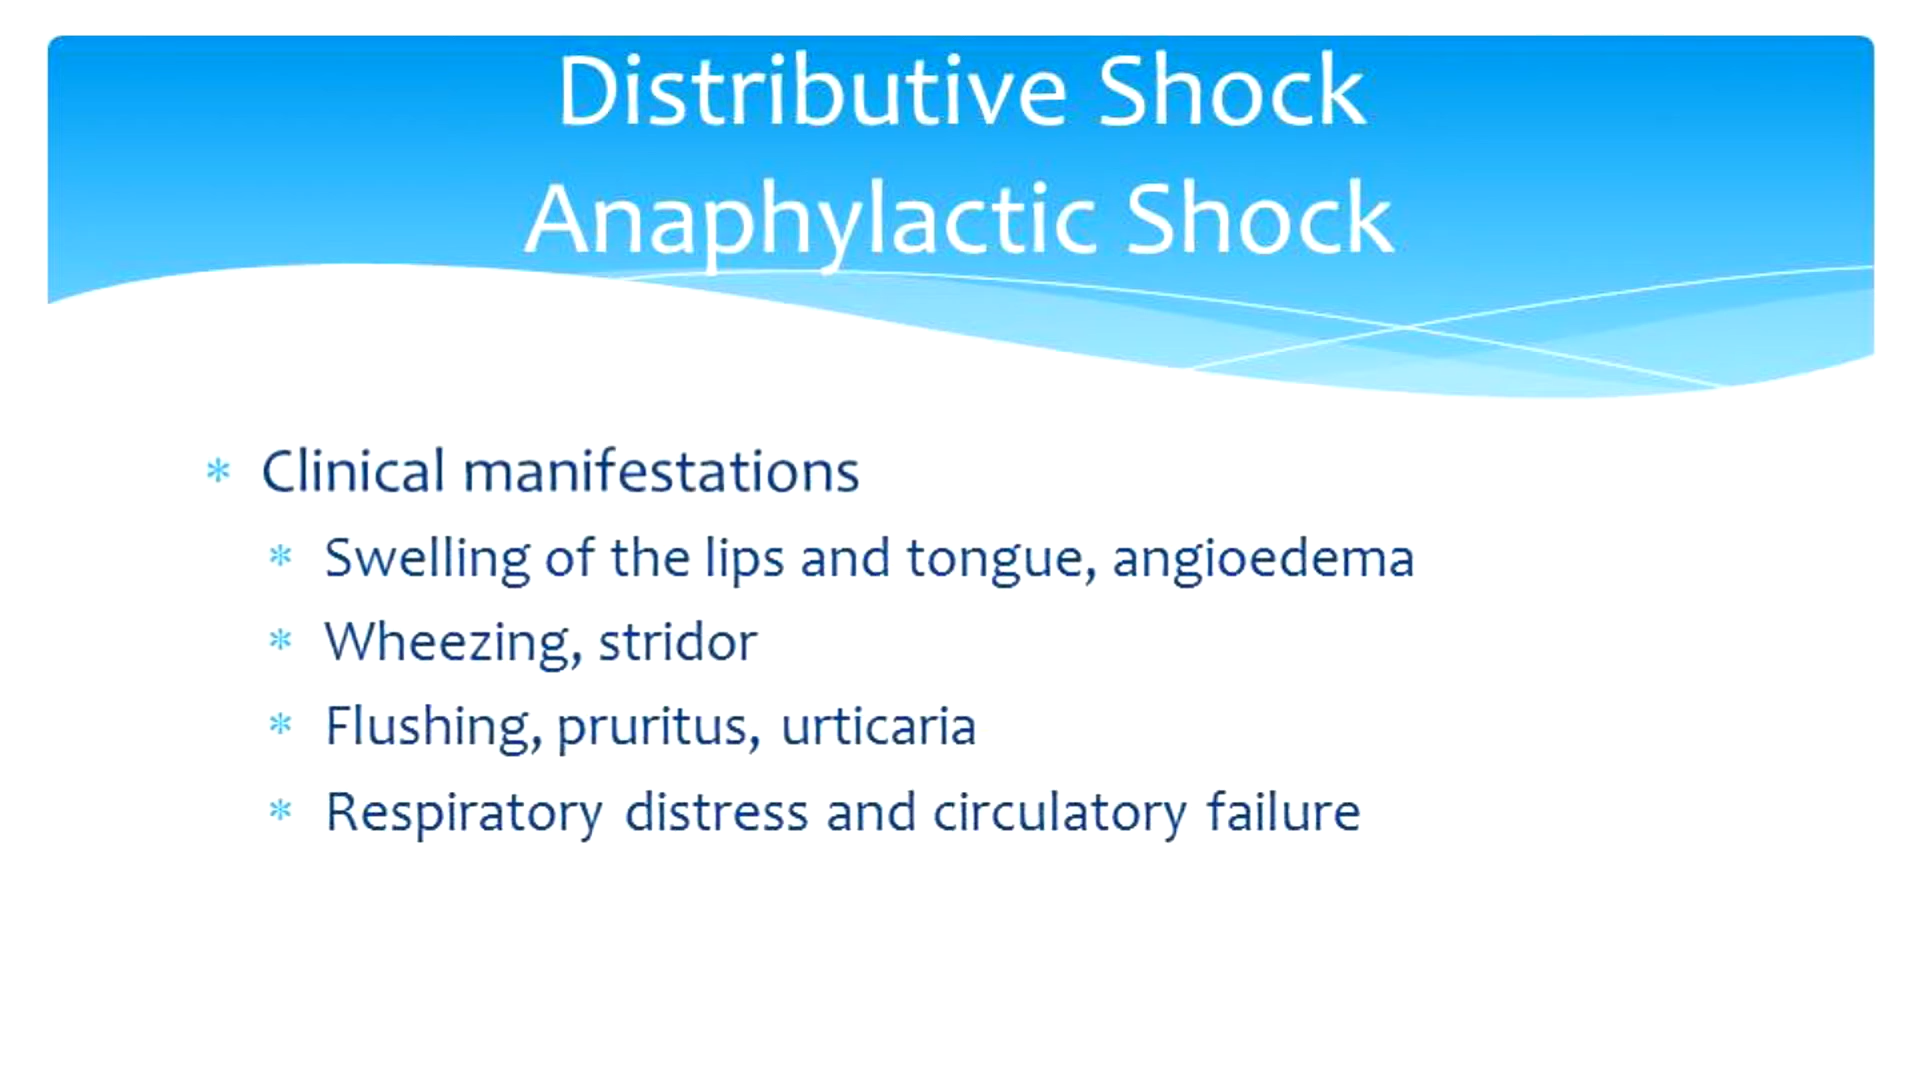 Distributive Shock
Anaphylactic Shock
* Clinical manifestations
* Swelling of the lips and tongue, angioedema
* Wheezing, stridor
* Flushing, pruritus, urticaria
* Respiratory distress and circulatory failure